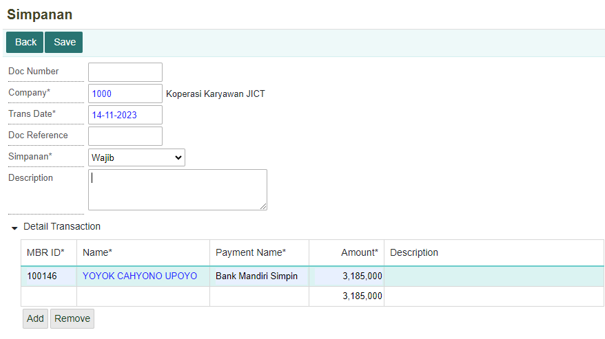 Simpanan
Back Save
Doc Number
Company* 1000 Koperasi Karyawan JICT
Trans Date* 14-11-2023
Doc Reference
Simpanan* Wajib
Description
Detail Transaction
MBR ID* Name* Payment Name* Amount* Description
100146 YOYOK CAHYONO UPOYO Bank Mandiri Simpin 3,185,000
3,185,000
Add Remove